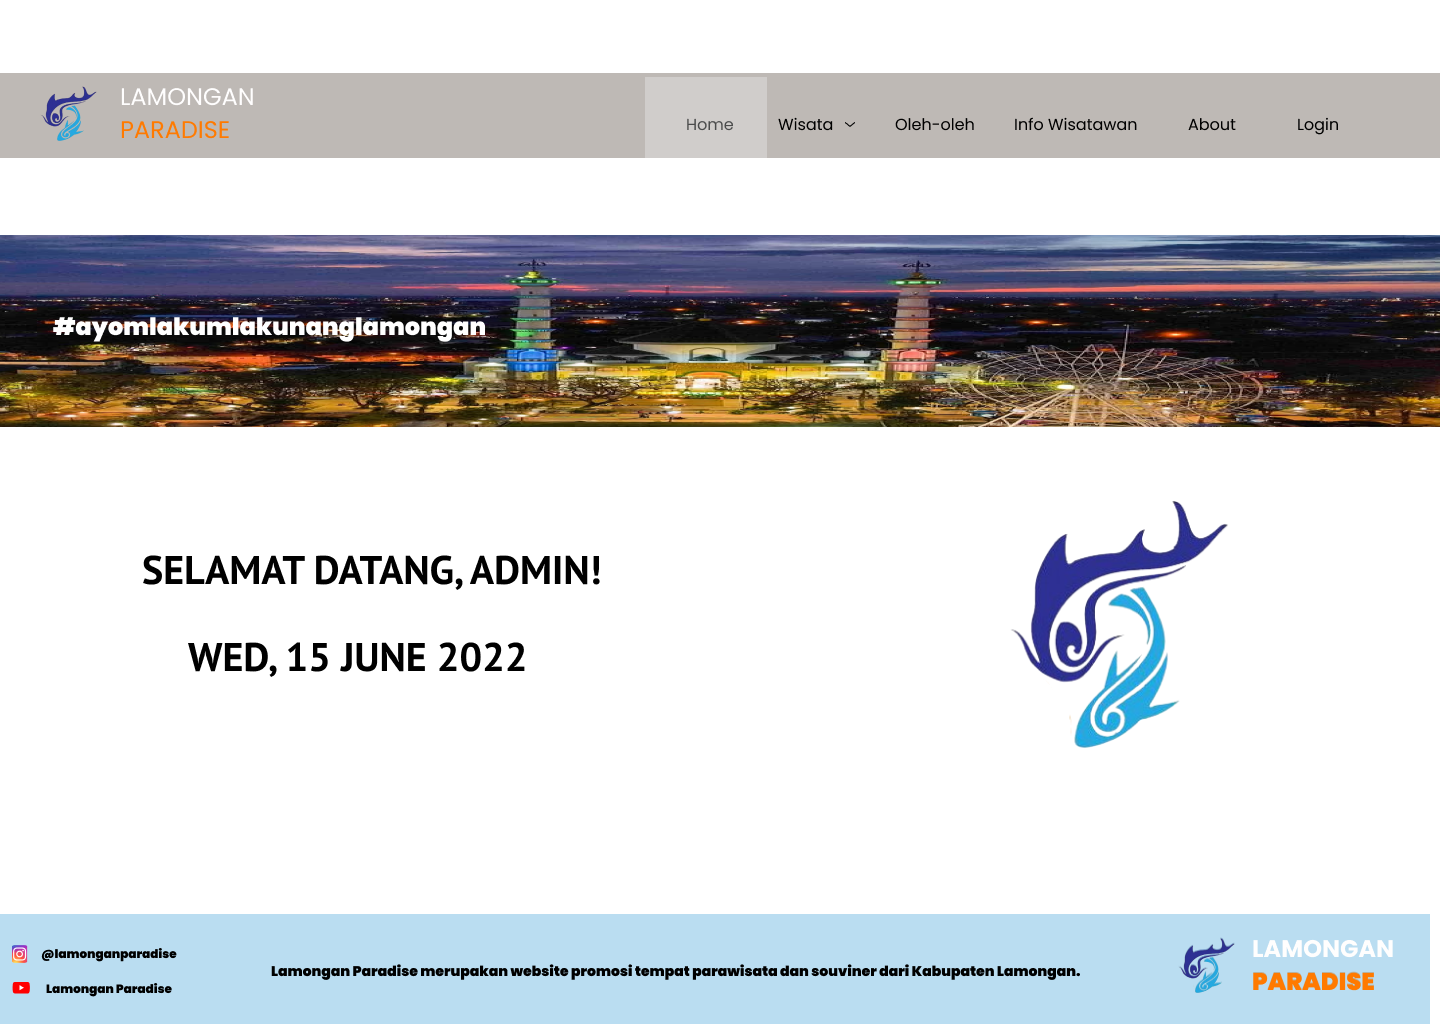 LAMONGAN
PARADISE
Home
Wisata
Oleh-oleh
Info Wisatawan
About
Login
#ayomlakumlakunanglamongan
SELAMAT DATANG, ADMIN!
WED, 15 JUNE 2022
@lamonganparadise
Lamongan Paradise
Lamongan Paradise merupakan website promosi tempat parawisata dan souviner dari Kabupaten Lamongan.
LAMONGAN
PARADISE